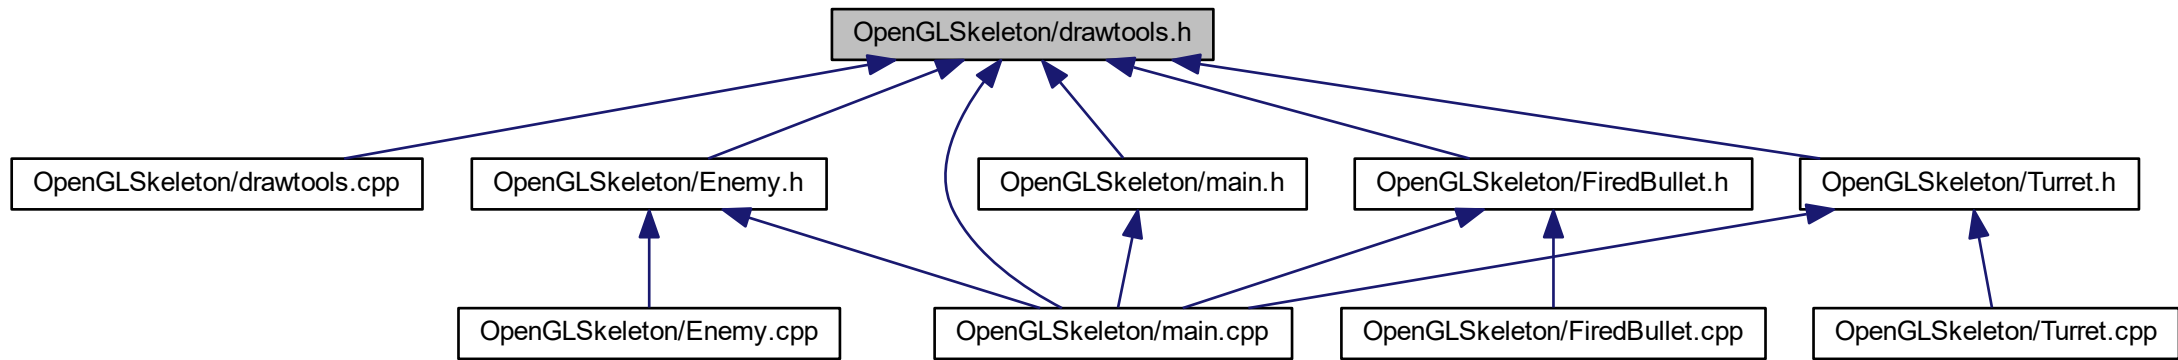 OpenGLSkeleton/drawtools.h
OpenGLSkeleton/drawtools.cpp
OpenGLSkeleton/Enemy.h
OpenGLSkeleton/main.h
OpenGLSkeleton/FiredBullet.h
OpenGLSkeleton/Turret.h
OpenGLSkeleton/Enemy.cpp
OpenGLSkeleton/main.cpp
OpenGLSkeleton/FiredBullet.cpp
OpenGLSkeleton/Turret.cpp